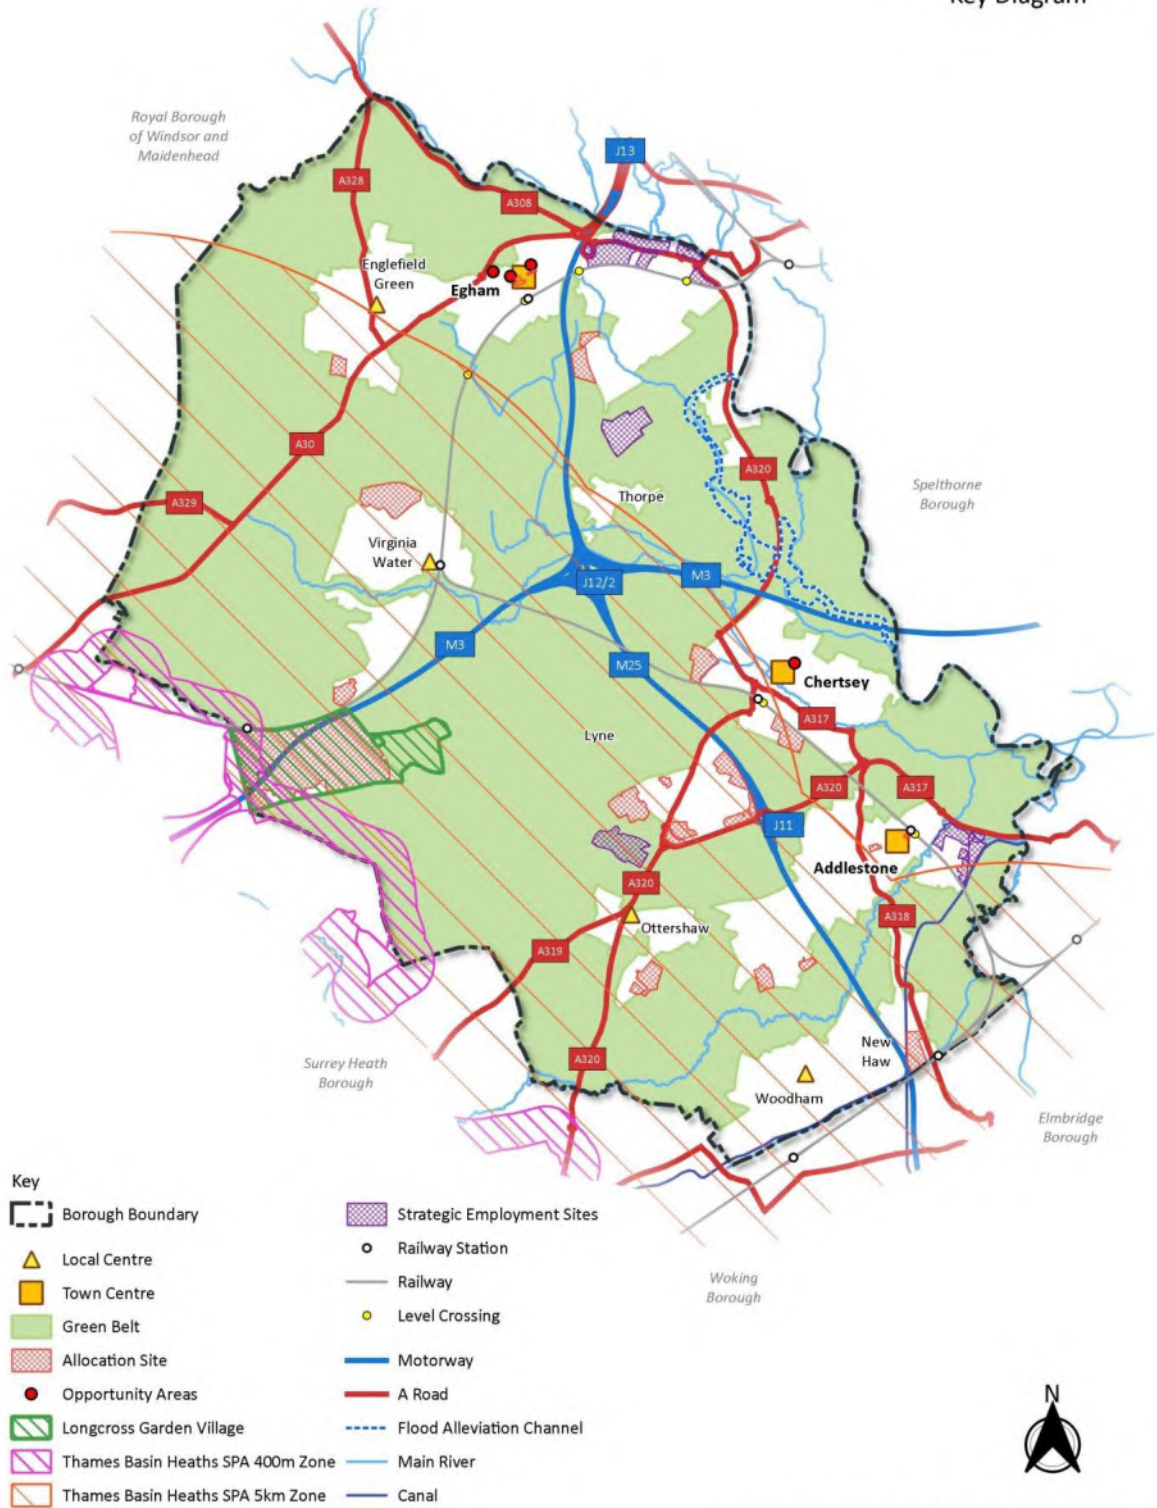 Key Diagram
Royal Borough
of Windsor and
Maidenhead
J13
A328
A308
Englefield
Green
Egham
A30
A320
A329
Thorpe
Spelthorne
Borough
Virginia
Water
J12/2
M3
M3
M25
Chertsey
A317
Lyne
A320
A317
J11
Addlestone
A320
A318
Ottershaw
A319
New
Haw
Surrey Heath
Borough
A320
Woodham
Elmbridge
Borough
Woking
Borough
Key
Borough Boundary
Local Centre
Town Centre
Green Belt
Allocation Site
Opportunity Areas
Longcross Garden Village
Thames Basin Heaths SPA 400m Zone
Thames Basin Heaths SPA 5km Zone
Strategic Employment Sites
Railway Station
Railway
Level Crossing
Motorway
A Road
Flood Alleviation Channel
Main River
Canal
N